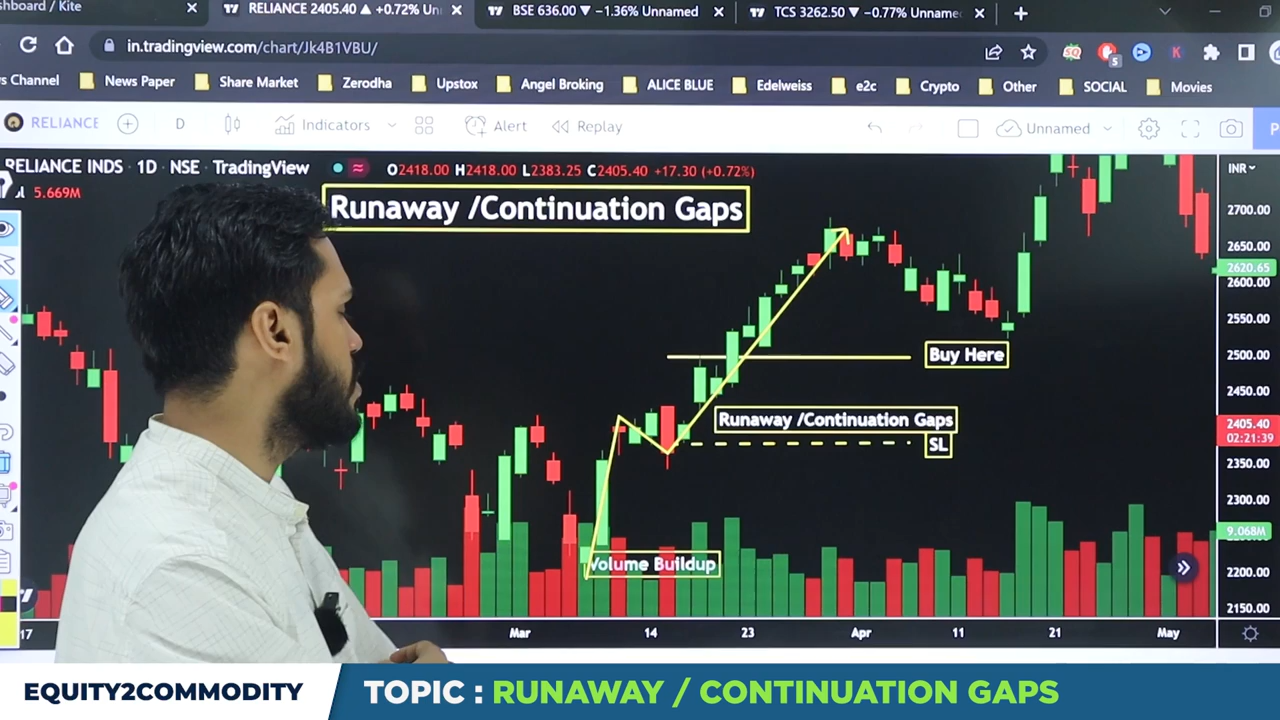 shboard / Kite
RELIANCE 2405.40 ▲ +0.72% Un
BSE 636.00 ▼ −1.36% Unnamed
TCS 3262.50 ▼ −0.77% Unname
in.tradingview.com/chart/Jk4B1VBU/
s Channel
News Paper
Share Market
Zerodha
Upstox
Angel Broking
ALICE BLUE
Edelweiss
e2c
Crypto
Other
SOCIAL
Movies
RELIANCE
D
Indicators
Alert
Replay
Unnamed
P
RELIANCE INDS · 1D · NSE · TradingView
O2418.00 H2418.00 L2383.25 C2405.40 +17.30 (+0.72%)
INR
5.669M
Runaway /Continuation Gaps
2700.00
2650.00
2620.65
2600.00
2550.00
2500.00
Buy Here
2450.00
Runaway /Continuation Gaps
2405.40
02:21:39
SL
2350.00
2300.00
9.068M
Volume Buildup
2200.00
2150.00
17
Mar
14
23
Apr
11
21
May
EQUITY2COMMODITY
TOPIC : RUNAWAY / CONTINUATION GAPS